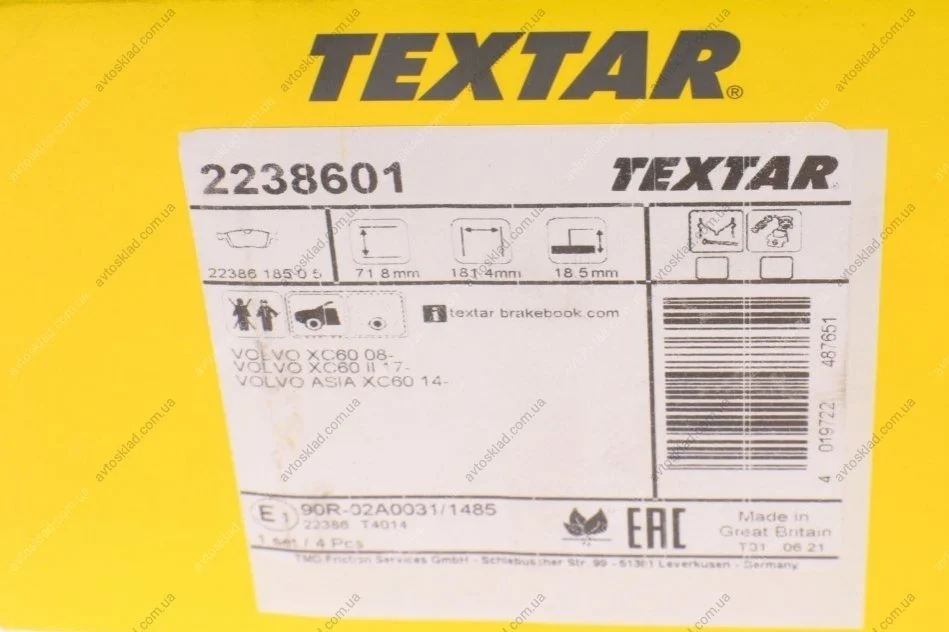 TEXTAR®
2238601 TEXTAR®
22386 185 0 5 71.8mm 181.4mm 18.5mm
i textar brakebook.com
VOLVO XC60 08-
VOLVO XC60 II 17-
VOLVO ASIA XC60 14-
4 019722 487651
E1 90R-02A0031/1485
22386 T4014
1 set / 4 Pcs
EAC
Made in
Great Britain
T01 06 21
TMD Friction Services GmbH - Schlebuscher Str. 99 - 51381 Leverkusen - Germany
avtosklad.com.ua